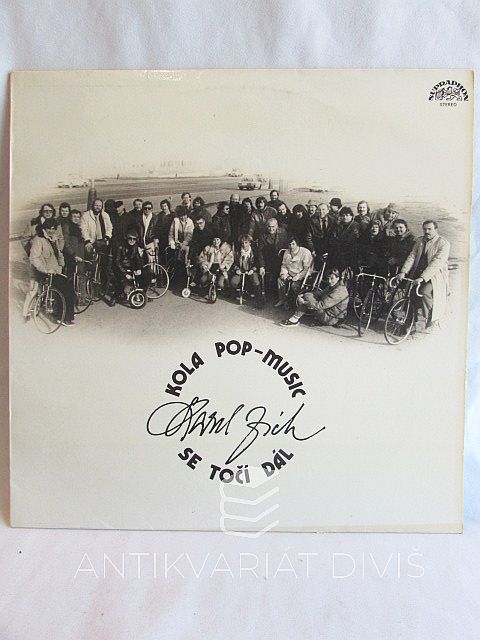 SUPRAPHON
STEREO
KOLA POP-MUSIC
Karel Zich
SE TOČÍ DÁL
ANTIKVARIÁT DIVIŠ